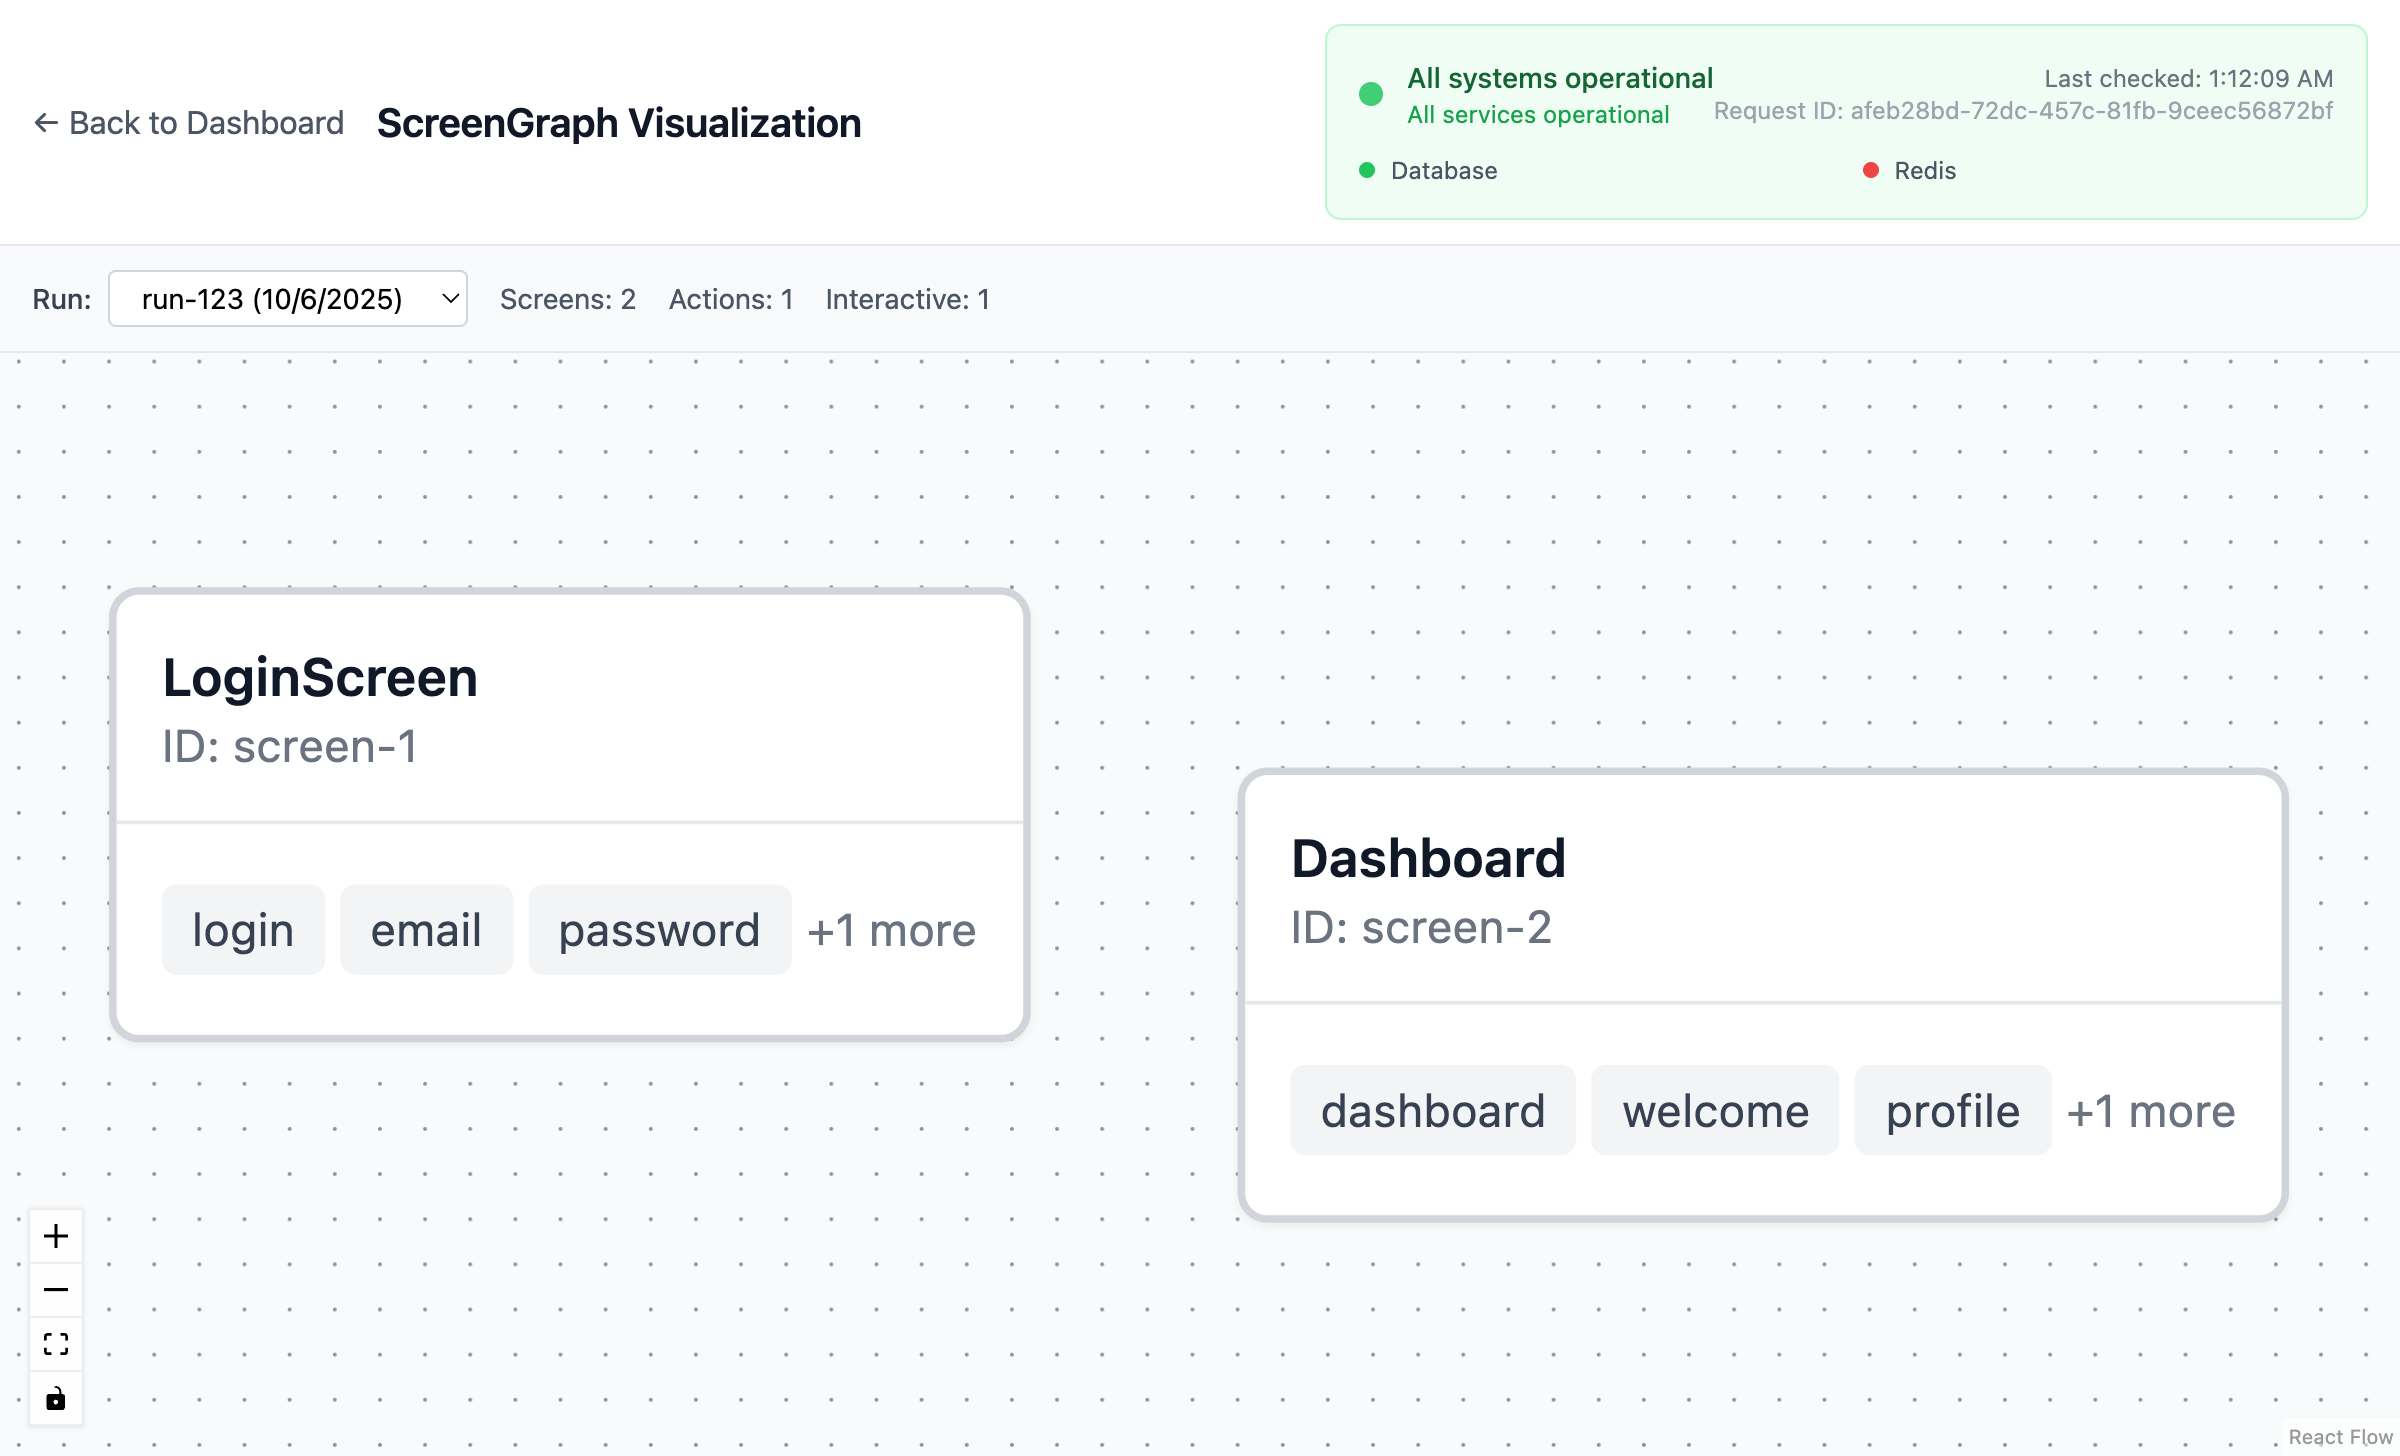 ← Back to Dashboard
ScreenGraph Visualization
All systems operational
All services operational
Last checked: 1:12:09 AM
Request ID: afeb28bd-72dc-457c-81fb-9ceec56872bf
Database
Redis
Run: run-123 (10/6/2025) Screens: 2 Actions: 1 Interactive: 1
LoginScreen
ID: screen-1
login email password +1 more
Dashboard
ID: screen-2
dashboard welcome profile +1 more
React Flow